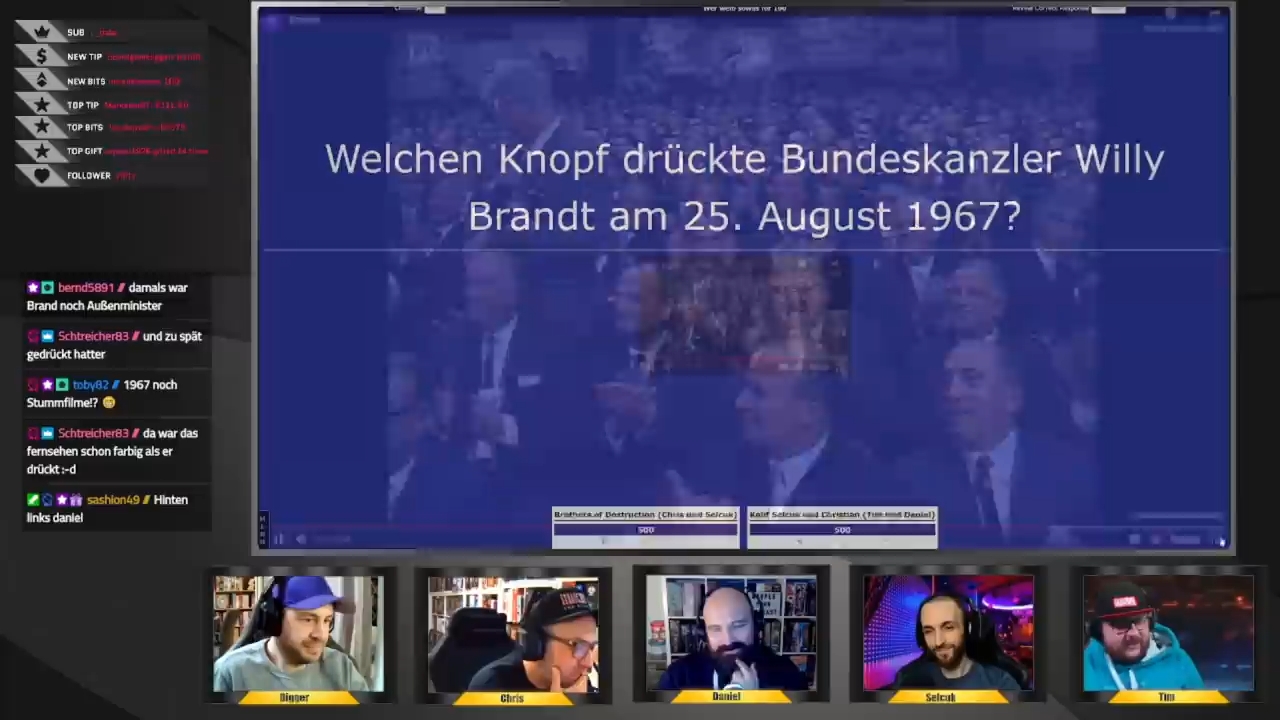 SUB
NEW TIP
NEW BITS
TOP TIP
TOP BITS
TOP GIFT
FOLLOWER
Welchen Knopf drückte Bundeskanzler Willy
Brandt am 25. August 1967?
bernd5891 // damals war
Brand noch Außenminister
Schtreicher83 // und zu spät
gedrückt hatter
toby82 // 1967 noch
Stummfilme!?
Schtreicher83 // da war das
fernsehen schon farbig als er
drückt :-d
sashion49 // Hinten
links daniel
Brothers of Destruction (Chris und Selcuk)
500
Kalif Selcuk und Christian (Tim und Daniel)
500
Digger
Chris
Daniel
Selcuk
Tim